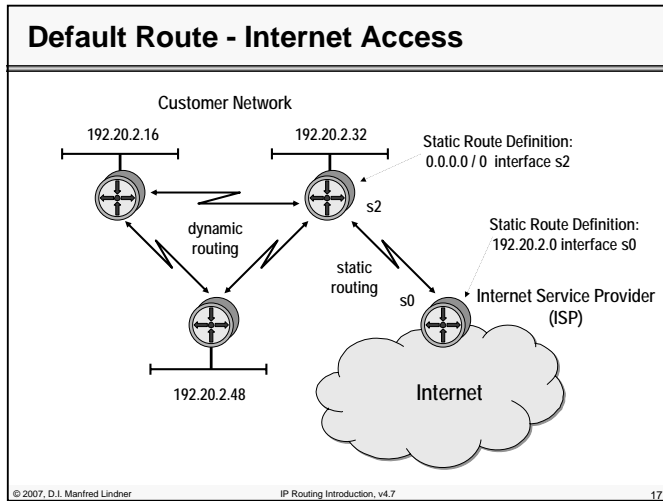 Default Route - Internet Access
Customer Network
192.20.2.16
192.20.2.32
Static Route Definition:
0.0.0.0 / 0 interface s2
s2
dynamic
routing
Static Route Definition:
192.20.2.0 interface s0
static
routing
s0
Internet Service Provider
(ISP)
192.20.2.48
Internet
© 2007, D.I. Manfred Lindner
IP Routing Introduction, v4.7
17